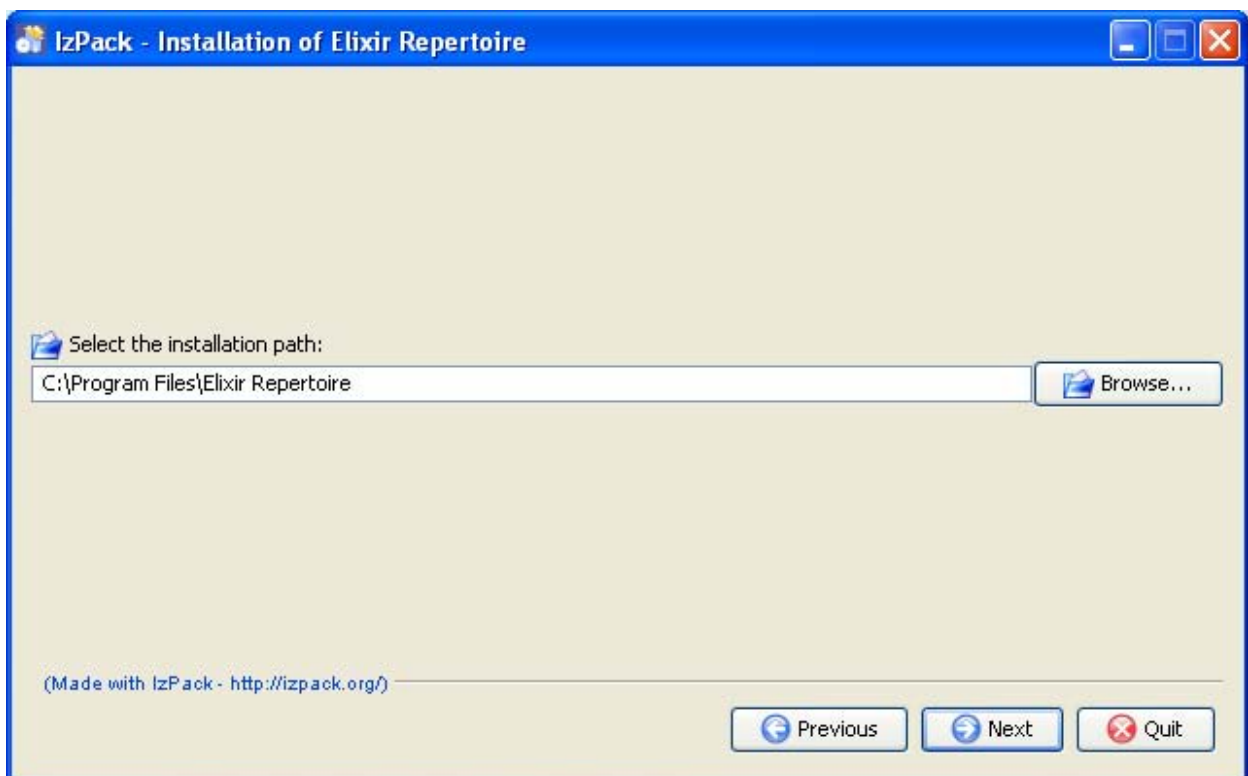 IzPack - Installation of Elixir Repertoire
Select the installation path:
C:\Program Files\Elixir Repertoire
Browse...
(Made with IzPack - http://izpack.org/)
Previous
Next
Quit